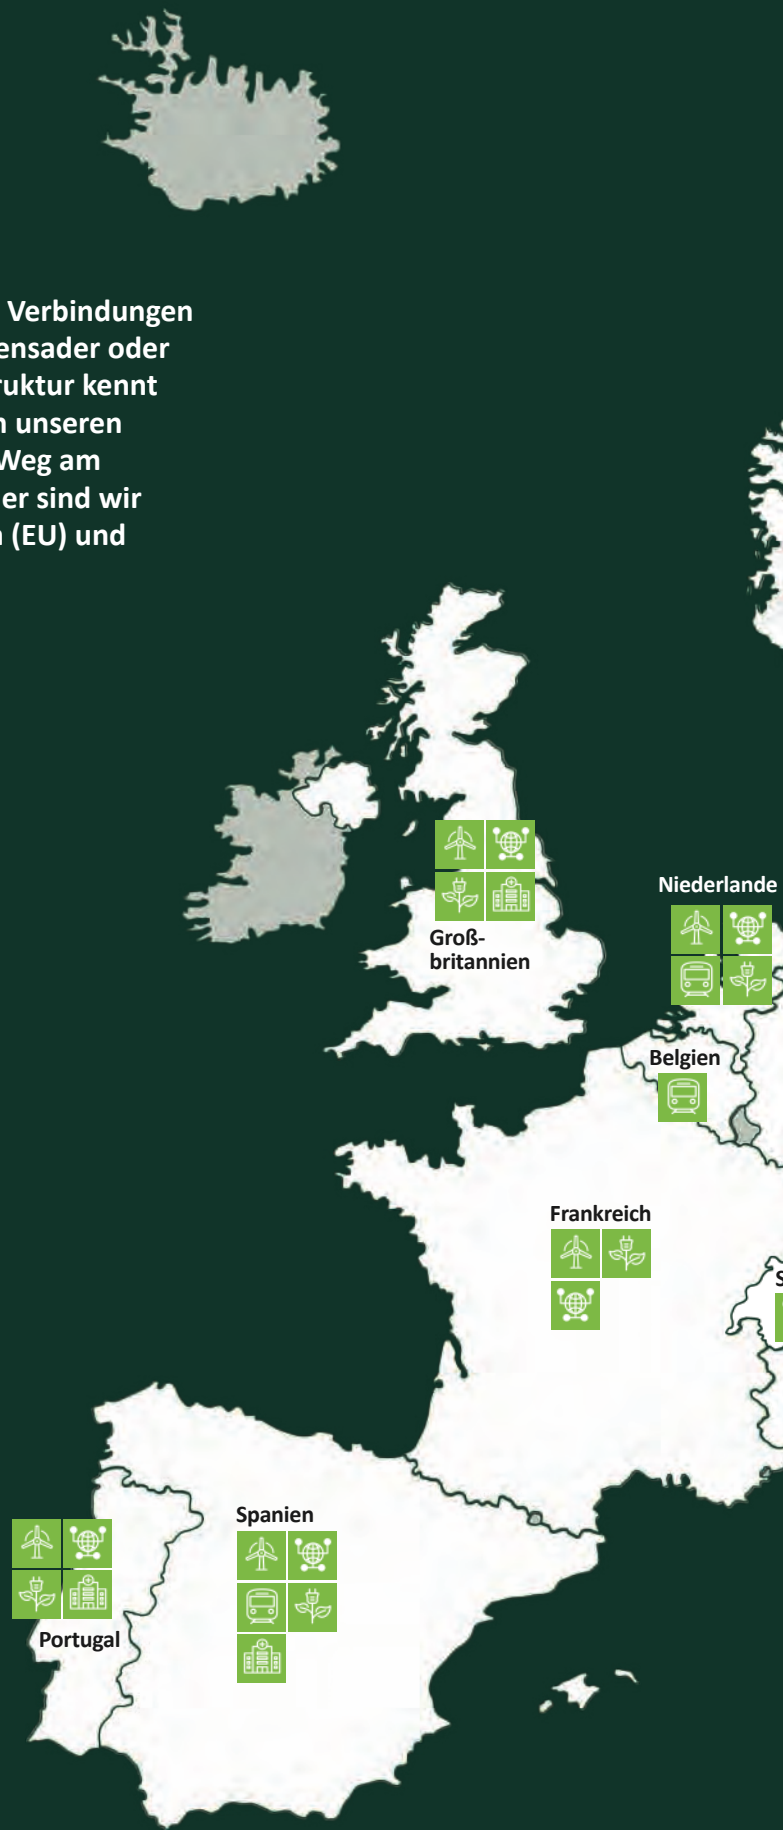 Verbindungen
ensader oder
ruktur kennt
unseren
Weg am
er sind wir
(EU) und
Groß-
britannien
Niederlande
Belgien
Frankreich
S
Spanien
Portugal